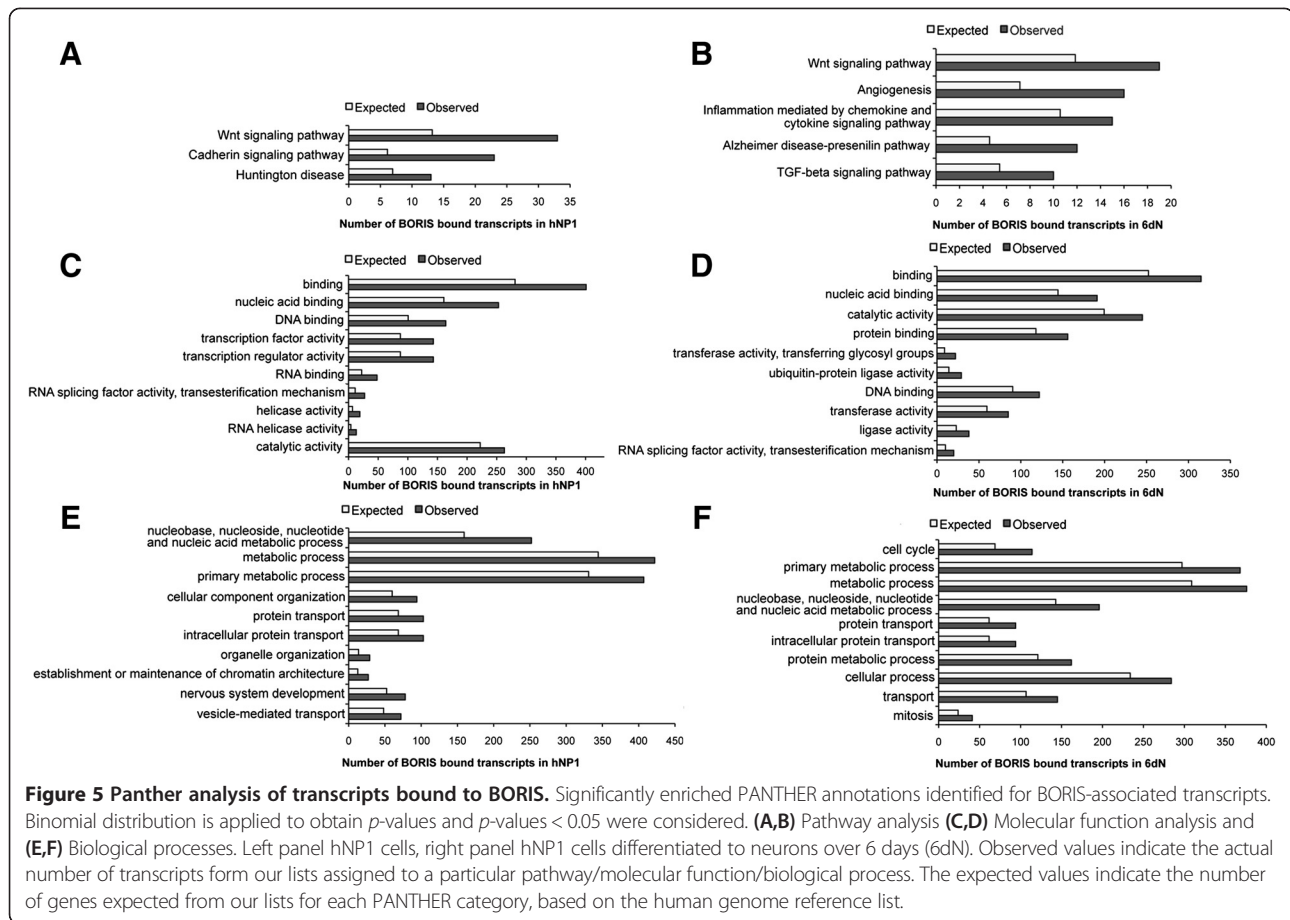 A
Expected Observed
Wnt signaling pathway
Cadherin signaling pathway
Huntington disease
0 5 10 15 20 25 30 35
Number of BORIS bound transcripts in hNP1
B
Expected Observed
Wnt signaling pathway
Angiogenesis
Inflammation mediated by chemokine and
cytokine signaling pathway
Alzheimer disease-presenilin pathway
TGF-beta signaling pathway
0 2 4 6 8 10 12 14 16 18 20
Number of BORIS bound transcripts in 6dN
C
Expected Observed
binding
nucleic acid binding
DNA binding
transcription factor activity
transcription regulator activity
RNA binding
RNA splicing factor activity, transesterification mechanism
helicase activity
RNA helicase activity
catalytic activity
0 50 100 150 200 250 300 350 400
Number of BORIS bound transcripts in hNP1
D
Expected Observed
binding
nucleic acid binding
catalytic activity
protein binding
transferase activity, transferring glycosyl groups
ubiquitin-protein ligase activity
DNA binding
transferase activity
ligase activity
RNA splicing factor activity, transesterification mechanism
0 50 100 150 200 250 300 350
Number of BORIS bound transcripts in 6dN
E
Expected Observed
nucleobase, nucleoside, nucleotide
and nucleic acid metabolic process
metabolic process
primary metabolic process
cellular component organization
protein transport
intracellular protein transport
organelle organization
establishment or maintenance of chromatin architecture
nervous system development
vesicle-mediated transport
0 50 100 150 200 250 300 350 400 450
Number of BORIS bound transcripts in hNP1
F
Expected Observed
cell cycle
primary metabolic process
metabolic process
nucleobase, nucleoside, nucleotide
and nucleic acid metabolic process
protein transport
intracellular protein transport
protein metabolic process
cellular process
transport
mitosis
0 50 100 150 200 250 300 350 400
Number of BORIS bound transcripts in 6dN
Figure 5 Panther analysis of transcripts bound to BORIS. Significantly enriched PANTHER annotations identified for BORIS-associated transcripts.
Binomial distribution is applied to obtain p-values and p-values < 0.05 were considered. (A,B) Pathway analysis (C,D) Molecular function analysis and
(E,F) Biological processes. Left panel hNP1 cells, right panel hNP1 cells differentiated to neurons over 6 days (6dN). Observed values indicate the actual
number of transcripts form our lists assigned to a particular pathway/molecular function/biological process. The expected values indicate the number
of genes expected from our lists for each PANTHER category, based on the human genome reference list.